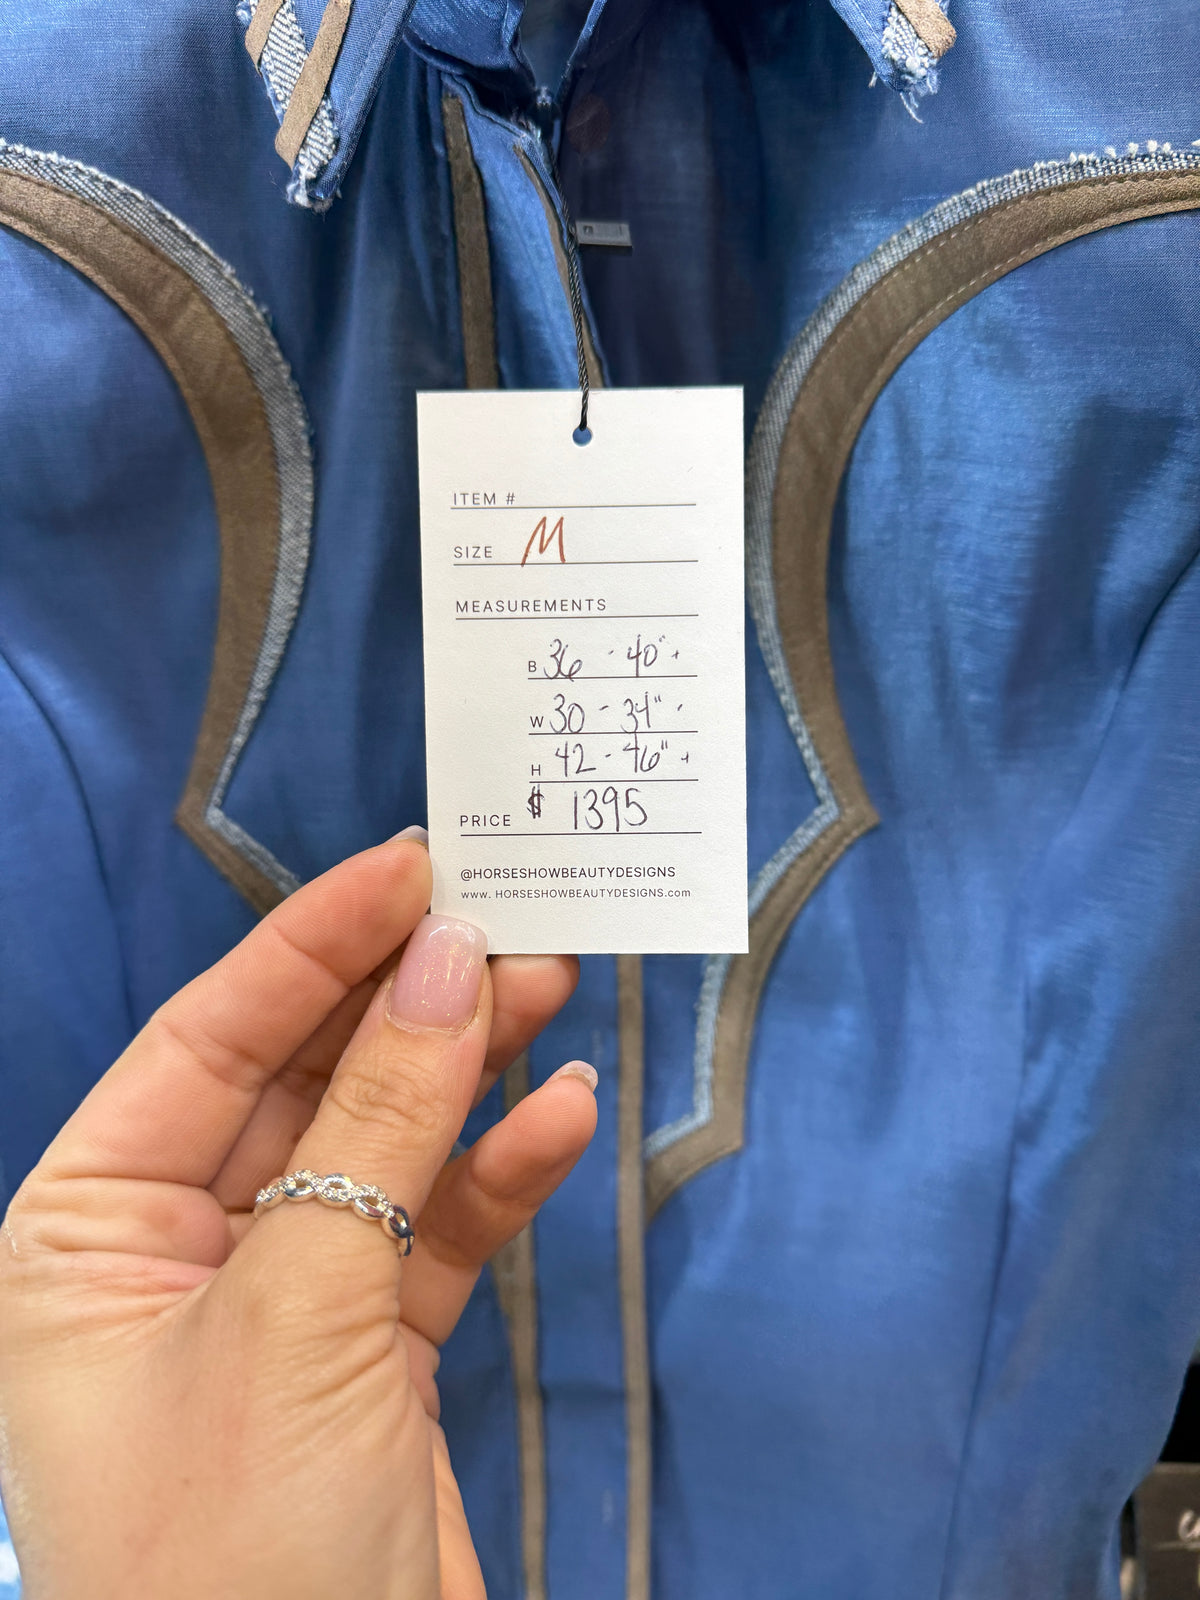 ITEM #
SIZE M
MEASUREMENTS
B 36 - 40" +
W 30 - 34" -
H 42 - 46" +
PRICE $ 1395
@HORSESHOWBEAUTYDESIGNS
www. HORSESHOWBEAUTYDESIGNS.com